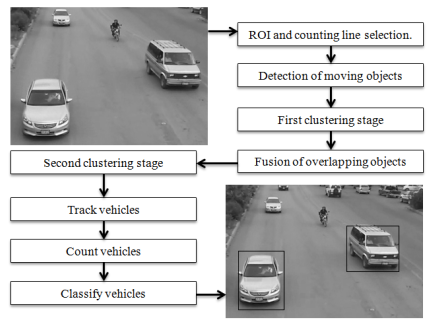 ROI and counting line selection.
Detection of moving objects
First clustering stage
Fusion of overlapping objects
Second clustering stage
Track vehicles
Count vehicles
Classify vehicles